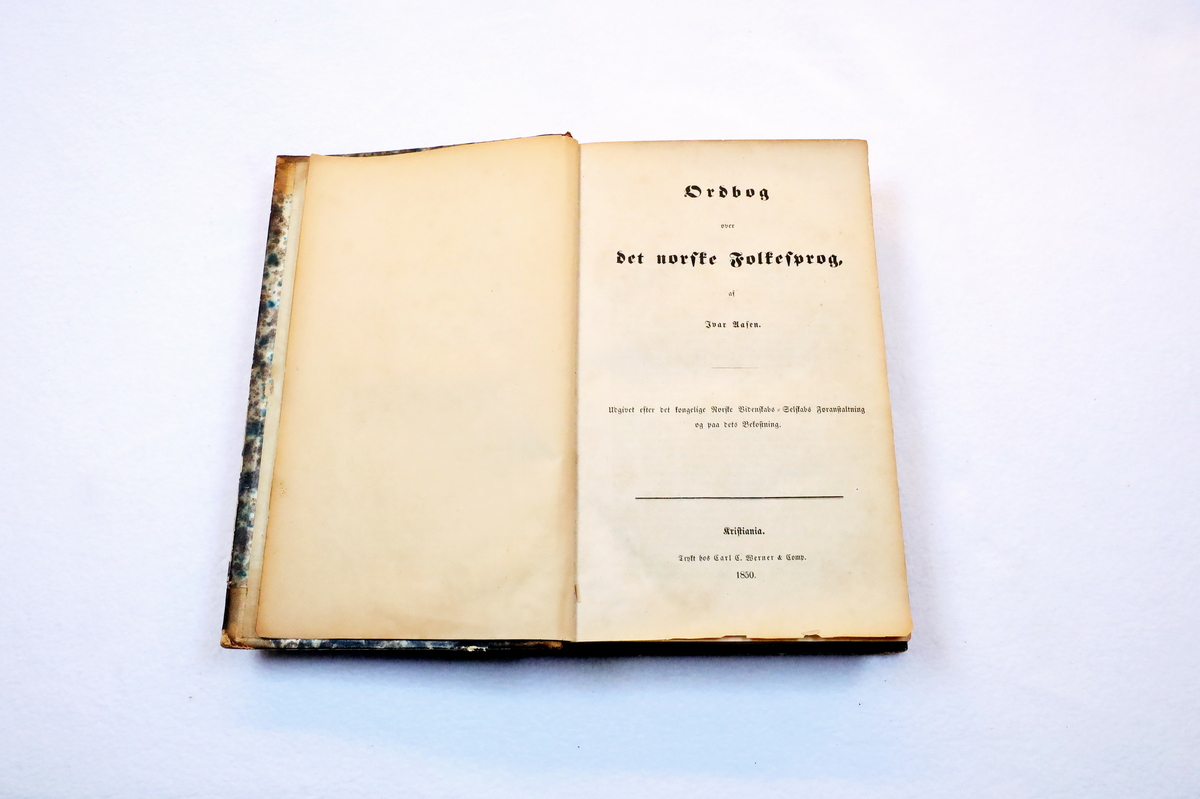 Ordbog
over
det norske Folkesprog,
af
Ivar Aasen.
Udgivet efter det kongelige Norske Videnskabs-Selskabs Foranstaltning
og paa dets Bekostning.
Kristiania.
Trykt hos Carl C. Werner & Comp.
1850.